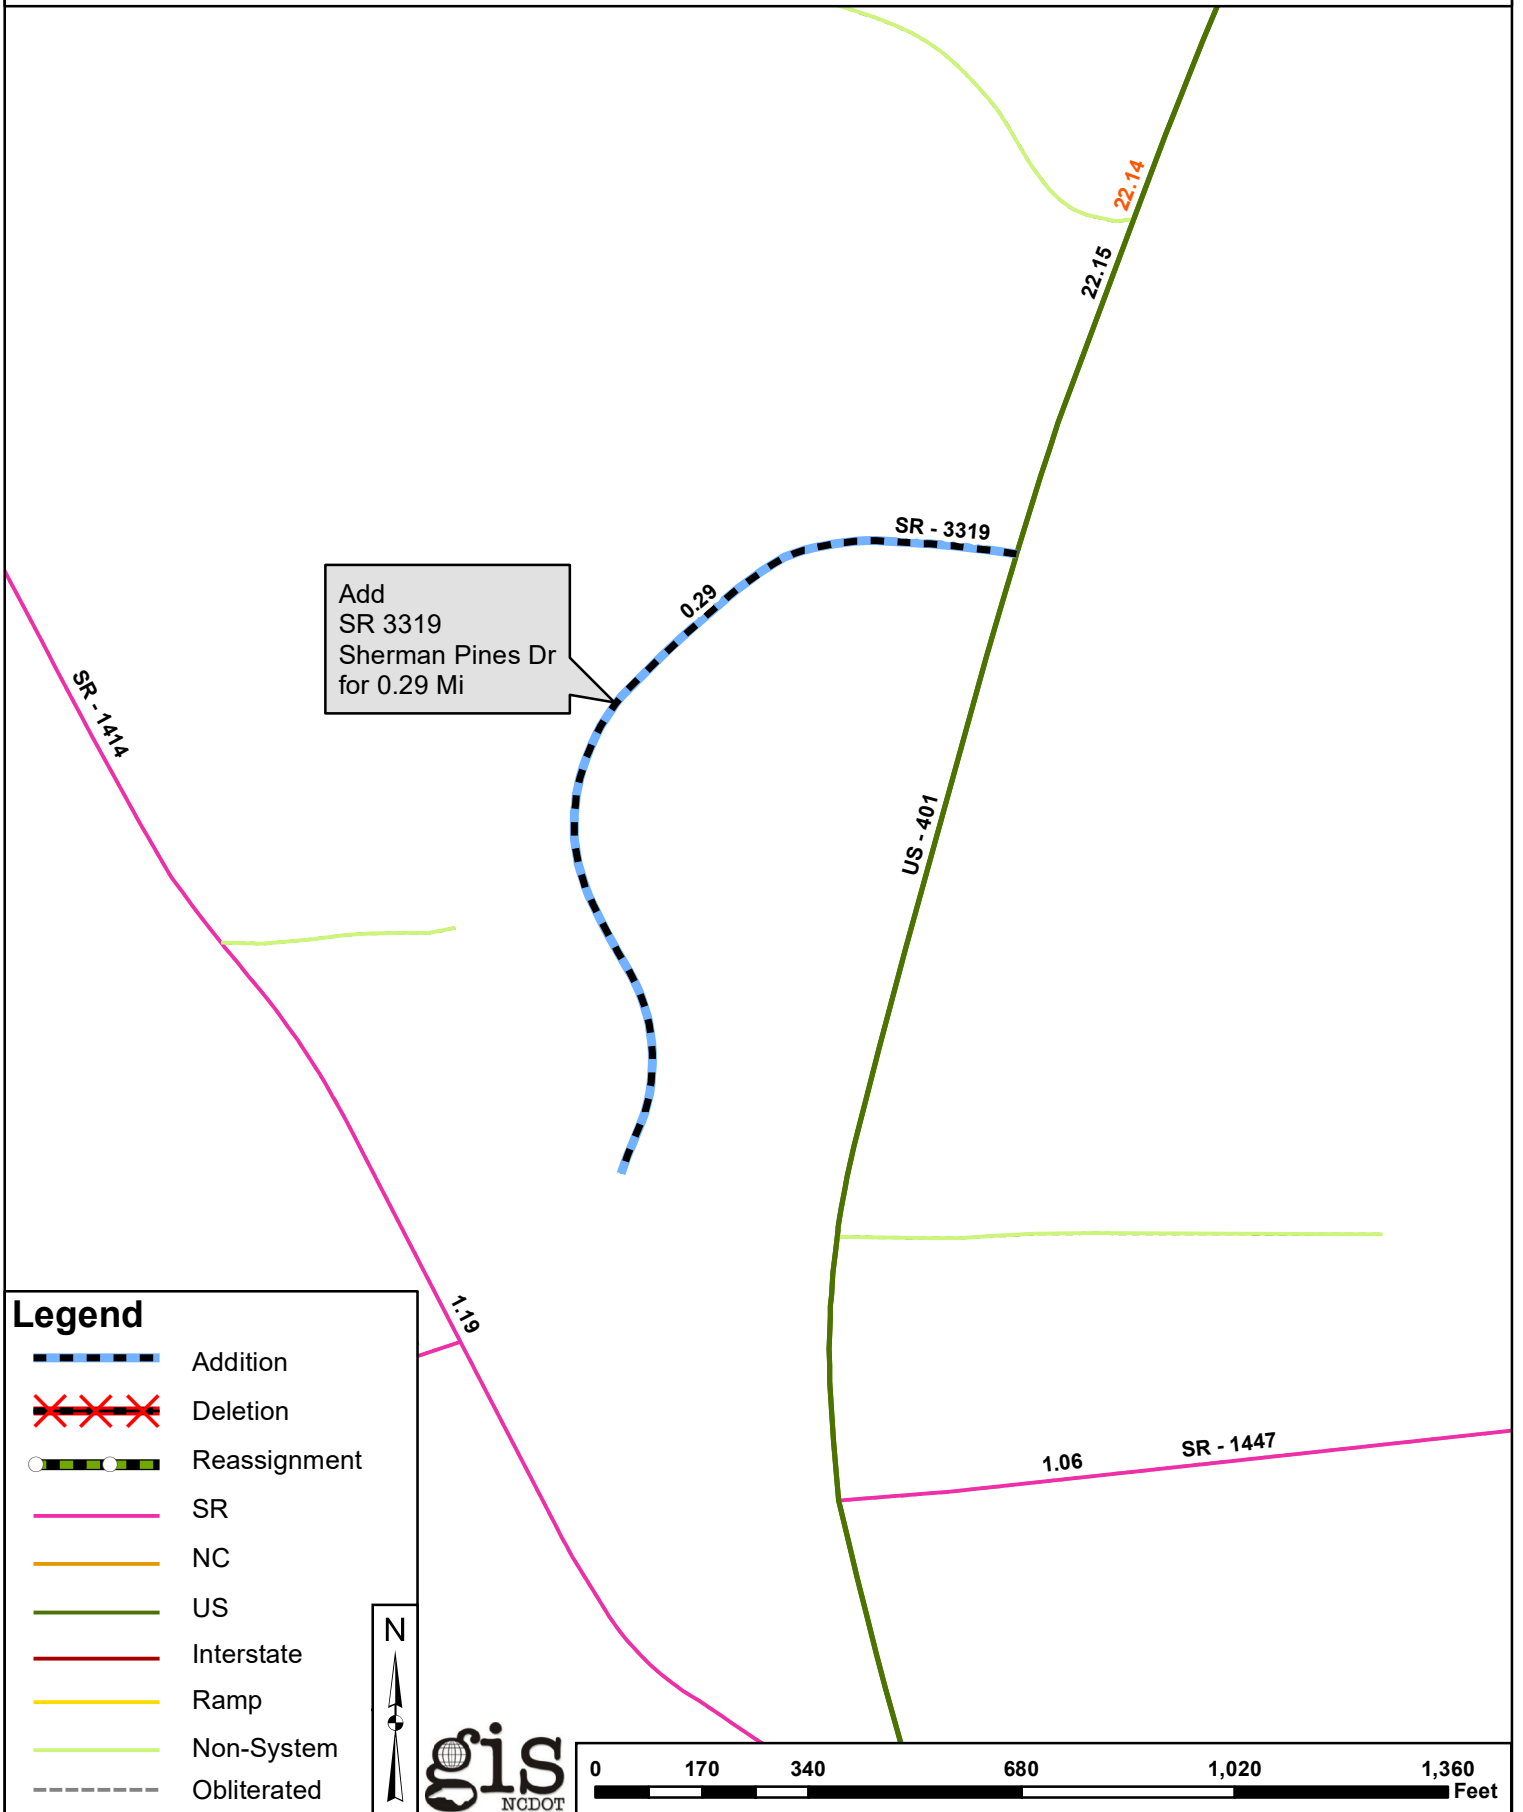 22.14
22.15
SR - 3319
0.29
Add
SR 3319
Sherman Pines Dr
for 0.29 Mi
SR - 1414
US - 401
1.19
SR - 1447
1.06
Legend
Addition
Deletion
Reassignment
SR
NC
US
Interstate
Ramp
Non-System
Obliterated
N
gis
NCDOT
0 170 340 680 1,020 1,360
Feet